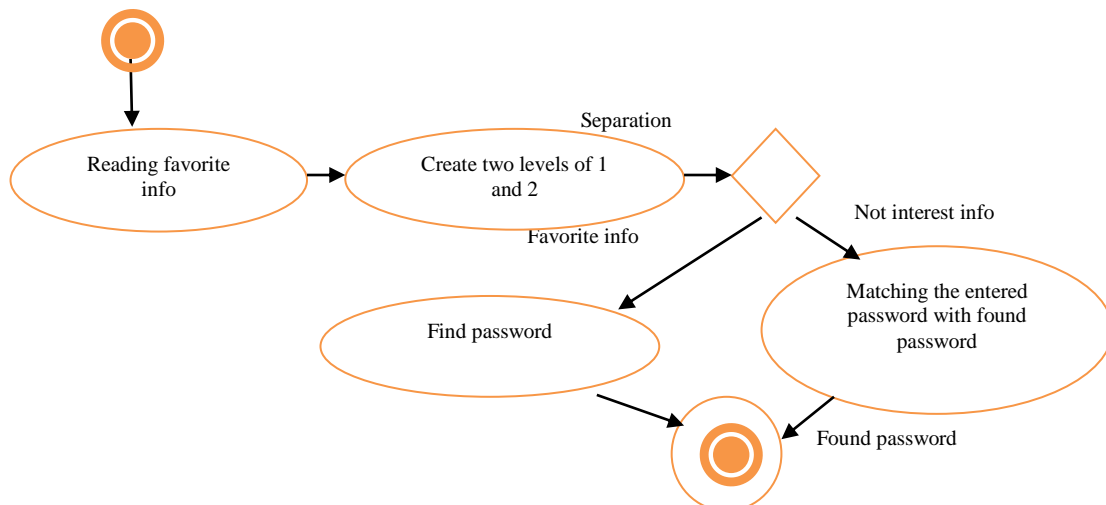 Separation
Reading favorite
info
Create two levels of 1
and 2
Not interest info
Favorite info
Find password
Matching the entered
password with found
password
Found password